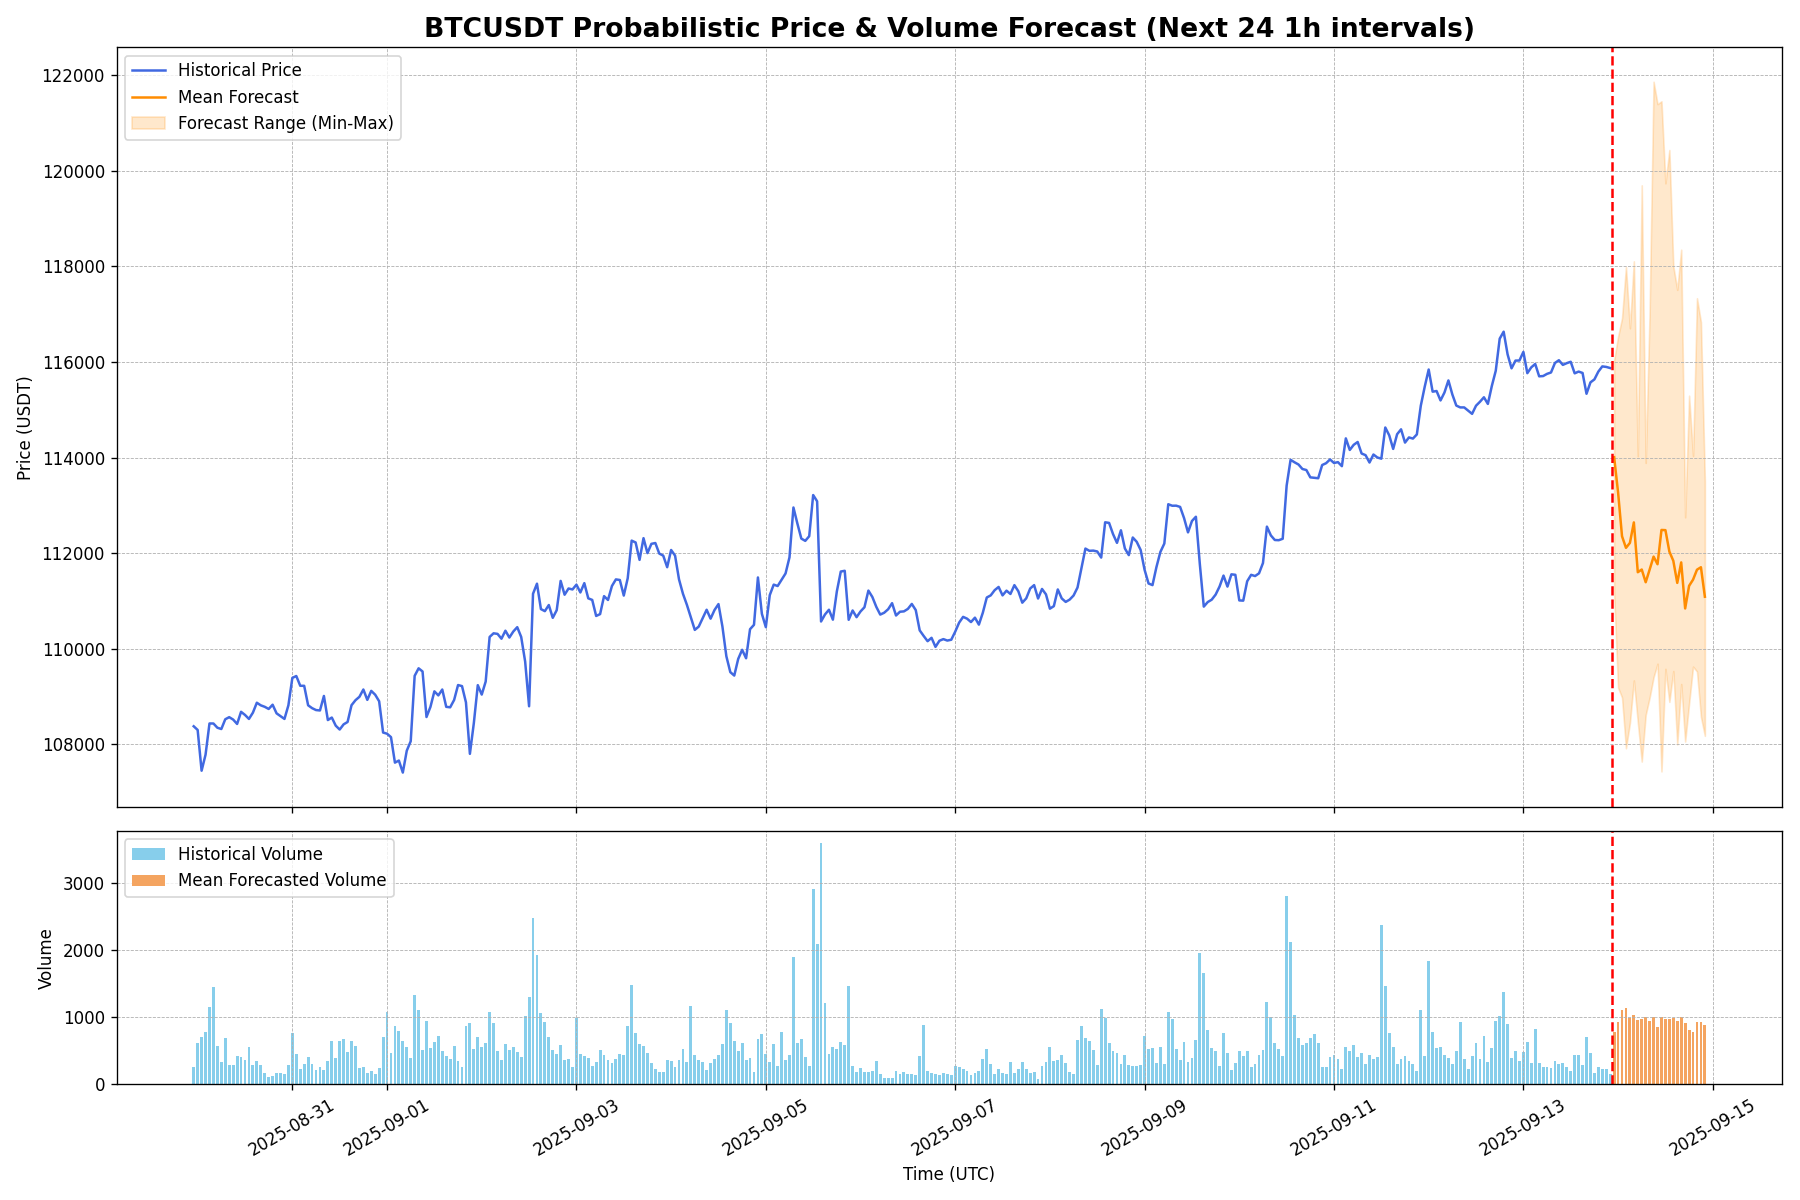 BTCUSDT Probabilistic Price & Volume Forecast (Next 24 1h intervals)
Historical Price
Mean Forecast
Forecast Range (Min-Max)
Price (USDT)
122000
120000
118000
116000
114000
112000
110000
108000
Historical Volume
Mean Forecasted Volume
Volume
3000
2000
1000
0
2025-08-31
2025-09-01
2025-09-03
2025-09-05
2025-09-07
2025-09-09
2025-09-11
2025-09-13
2025-09-15
Time (UTC)